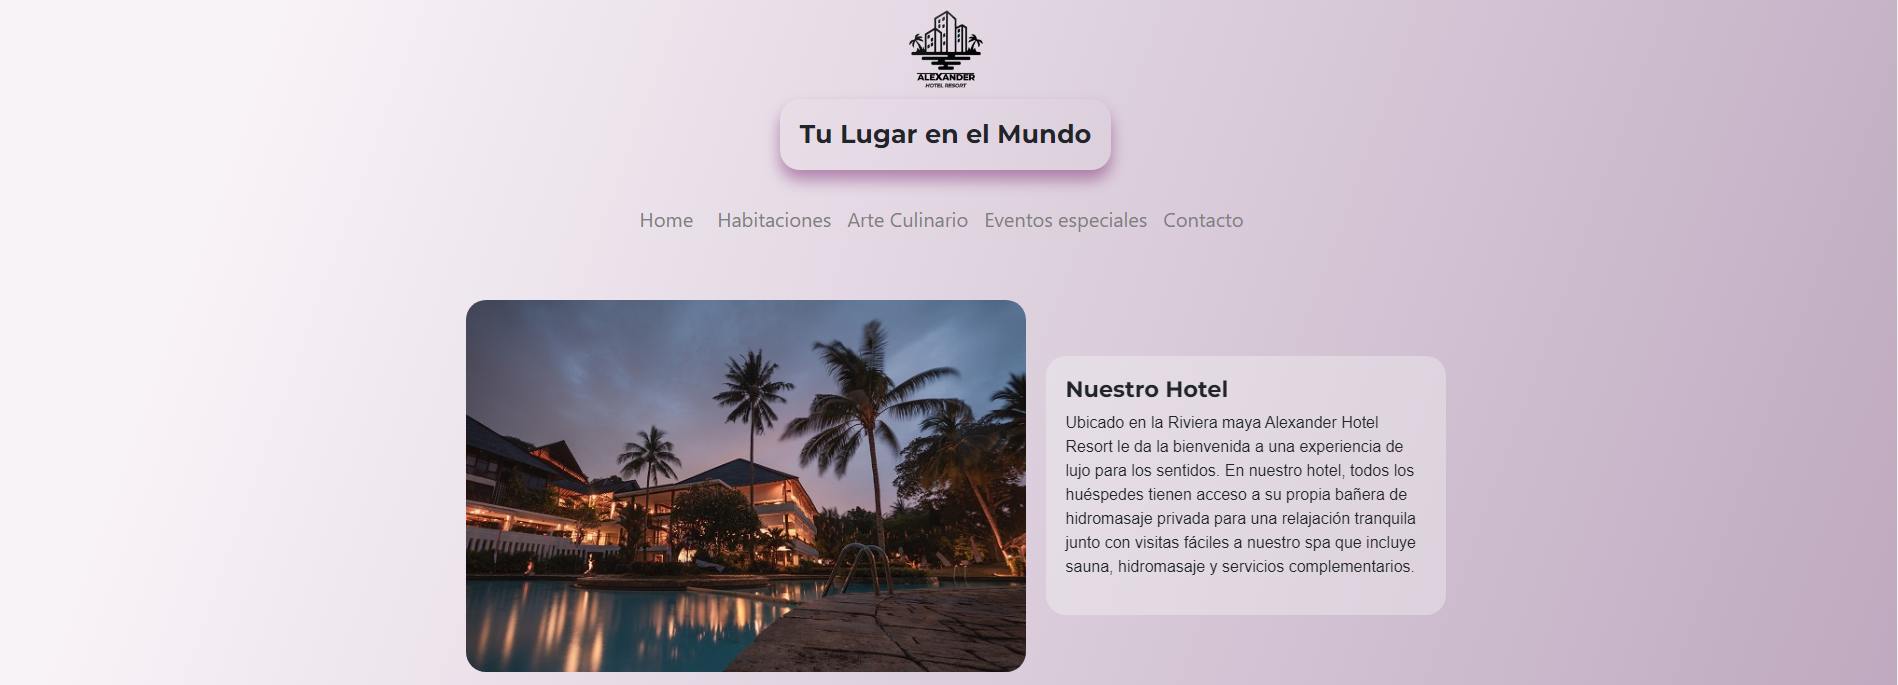 ALEXANDER
HOTEL RESORT
Tu Lugar en el Mundo
Home Habitaciones Arte Culinario Eventos especiales Contacto
Nuestro Hotel
Ubicado en la Riviera maya Alexander Hotel
Resort le da la bienvenida a una experiencia de
lujo para los sentidos. En nuestro hotel, todos los
huéspedes tienen acceso a su propia bañera de
hidromasaje privada para una relajación tranquila
junto con visitas fáciles a nuestro spa que incluye
sauna, hidromasaje y servicios complementarios.